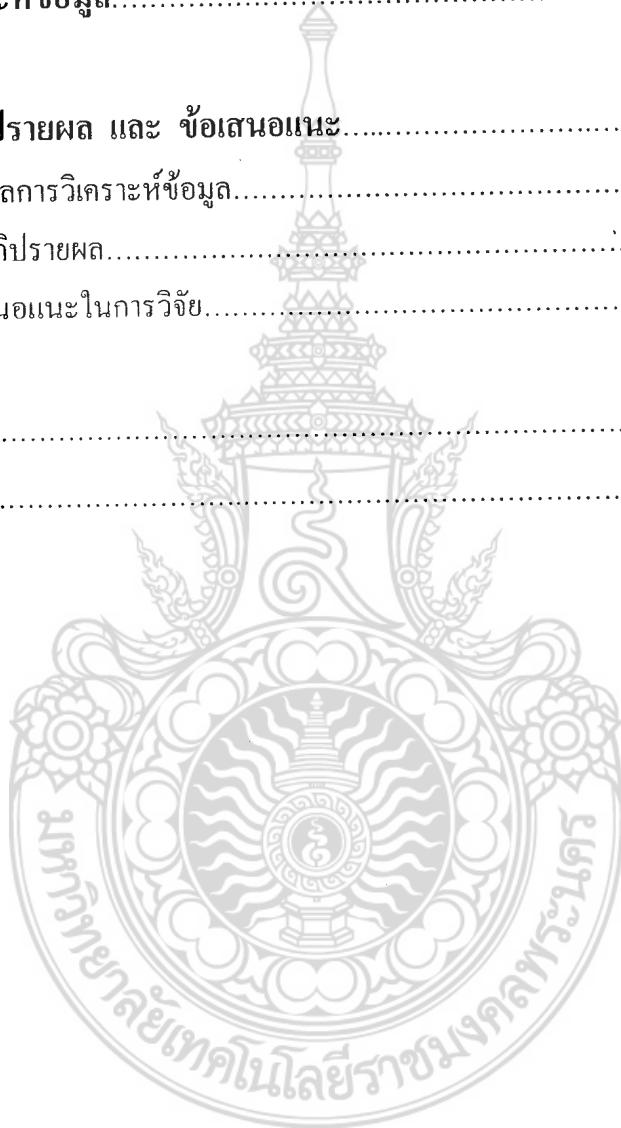 ะห์ข้อมูล
ปรายผล และ ข้อเสนอแนะ
ลการวิเคราะห์ข้อมูล
ภิปรายผล
นอแนะในการวิจัย
มหาวิทยาลัยเทคโนโลยีราชมงคลพระนคร